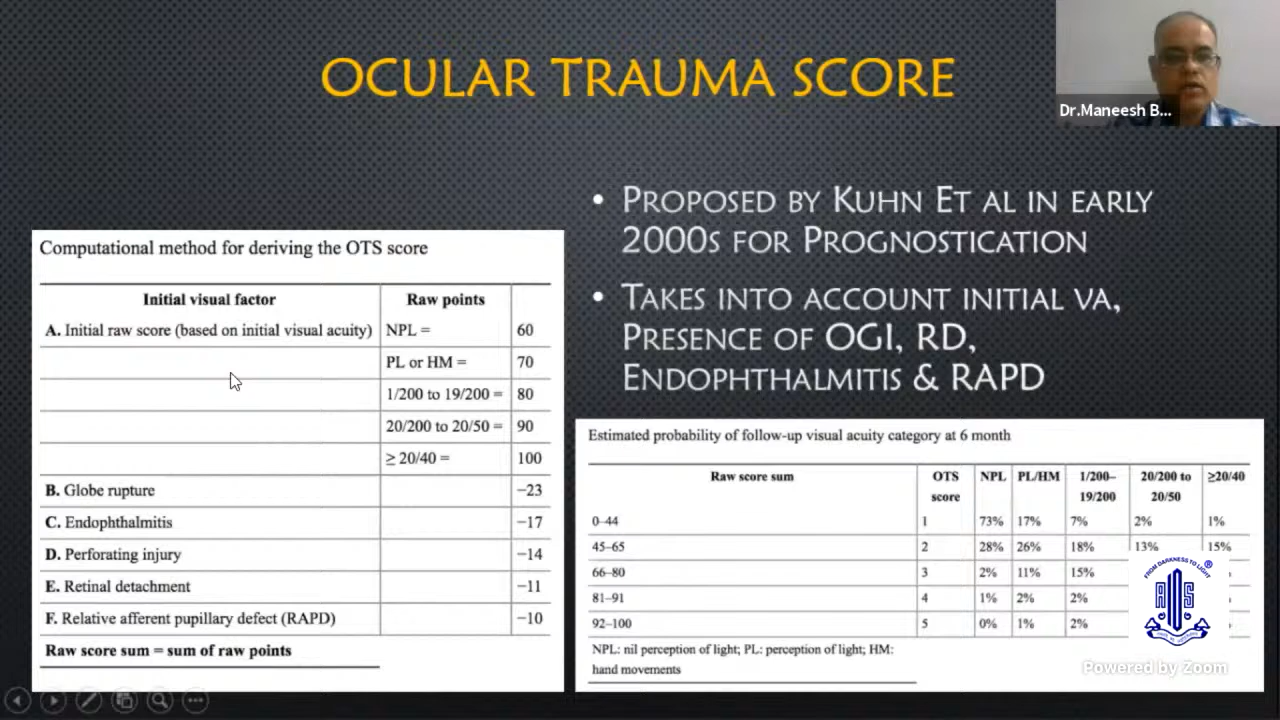 OCULAR TRAUMA SCORE
Dr.Maneesh B...
• PROPOSED BY KUHN ET AL IN EARLY
2000S FOR PROGNOSTICATION
• TAKES INTO ACCOUNT INITIAL VA,
PRESENCE OF OGI, RD,
ENDOPHTHALMITIS & RAPD
Computational method for deriving the OTS score
Initial visual factor Raw points
A. Initial raw score (based on initial visual acuity) NPL = 60
PL or HM = 70
1/200 to 19/200 = 80
20/200 to 20/50 = 90
≥ 20/40 = 100
B. Globe rupture −23
C. Endophthalmitis −17
D. Perforating injury −14
E. Retinal detachment −11
F. Relative afferent pupillary defect (RAPD) −10
Raw score sum = sum of raw points
Estimated probability of follow-up visual acuity category at 6 month
Raw score sum OTS NPL PL/HM 1/200– 20/200 to ≥20/40
score 19/200 20/50
0–44 1 73% 17% 7% 2% 1%
45–65 2 28% 26% 18% 13% 15%
66–80 3 2% 11% 15%
81–91 4 1% 2% 2%
92–100 5 0% 1% 2%
NPL: nil perception of light; PL: perception of light; HM:
hand movements
FROM DARKNESS TO LIGHT ®
AIOS
Powered by Zoom